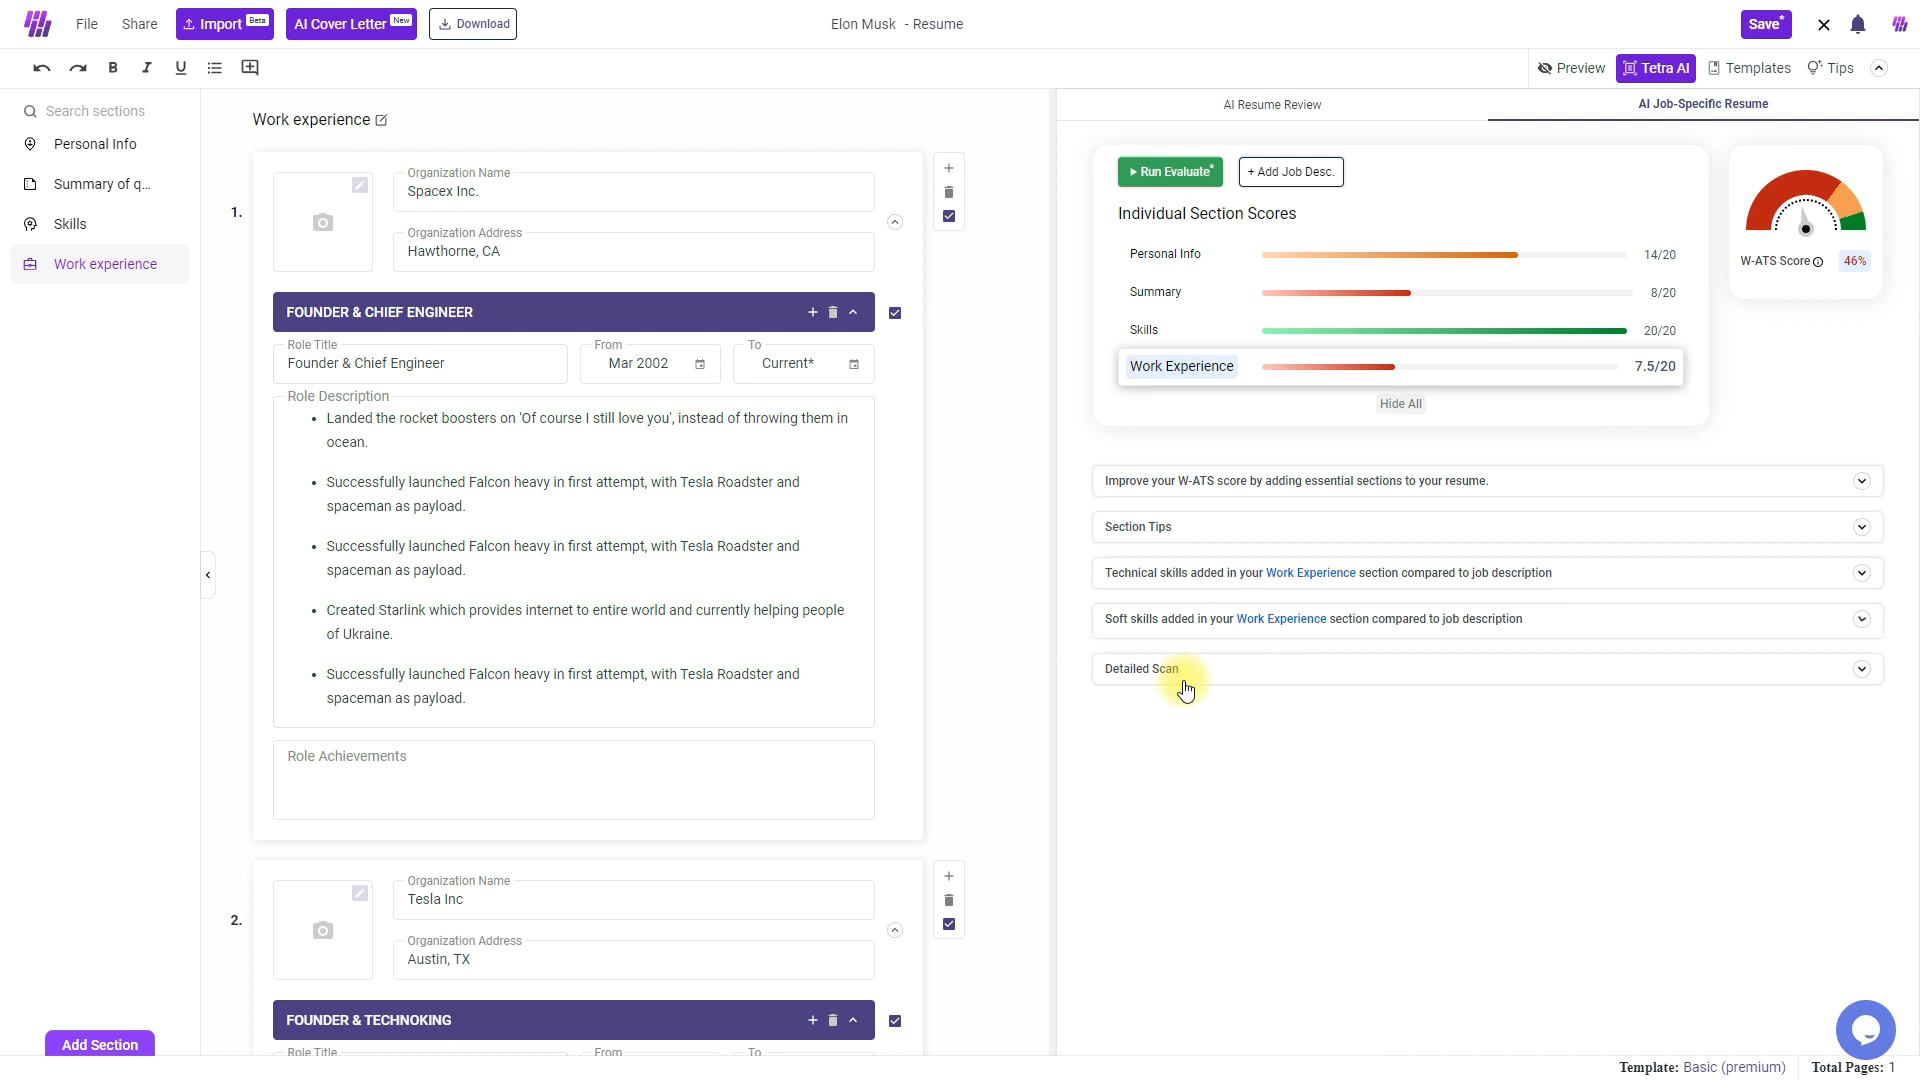 File Share Import Beta AI Cover Letter New Download Elon Musk - Resume Save*
B I U Preview Tetra AI Templates Tips
Search sections
Personal Info
Summary of q...
Skills
Work experience
Add Section
Work experience
1.
Organization Name
Spacex Inc.
Organization Address
Hawthorne, CA
FOUNDER & CHIEF ENGINEER
Role Title From To
Founder & Chief Engineer Mar 2002 Current*
Role Description
• Landed the rocket boosters on 'Of course I still love you', instead of throwing them in
ocean.
• Successfully launched Falcon heavy in first attempt, with Tesla Roadster and
spaceman as payload.
• Successfully launched Falcon heavy in first attempt, with Tesla Roadster and
spaceman as payload.
• Created Starlink which provides internet to entire world and currently helping people
of Ukraine.
• Successfully launched Falcon heavy in first attempt, with Tesla Roadster and
spaceman as payload.
Role Achievements
2.
Organization Name
Tesla Inc
Organization Address
Austin, TX
FOUNDER & TECHNOKING
Role Title From To
AI Resume Review AI Job-Specific Resume
Run Evaluate* + Add Job Desc.
Individual Section Scores
Personal Info 14/20
Summary 8/20
Skills 20/20
Work Experience 7.5/20
Hide All
W-ATS Score 46%
Improve your W-ATS score by adding essential sections to your resume.
Section Tips
Technical skills added in your Work Experience section compared to job description
Soft skills added in your Work Experience section compared to job description
Detailed Scan
Template: Basic (premium) Total Pages: 1